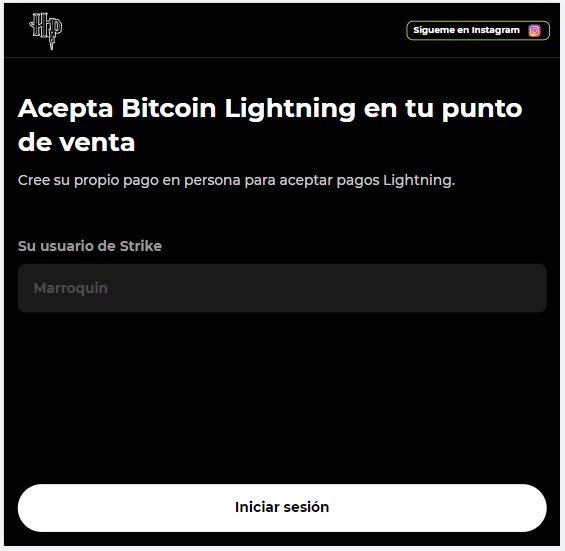 HP
Sigueme en Instagram
Acepta Bitcoin Lightning en tu punto
de venta
Cree su propio pago en persona para aceptar pagos Lightning.
Su usuario de Strike
Marroquin
Iniciar sesión